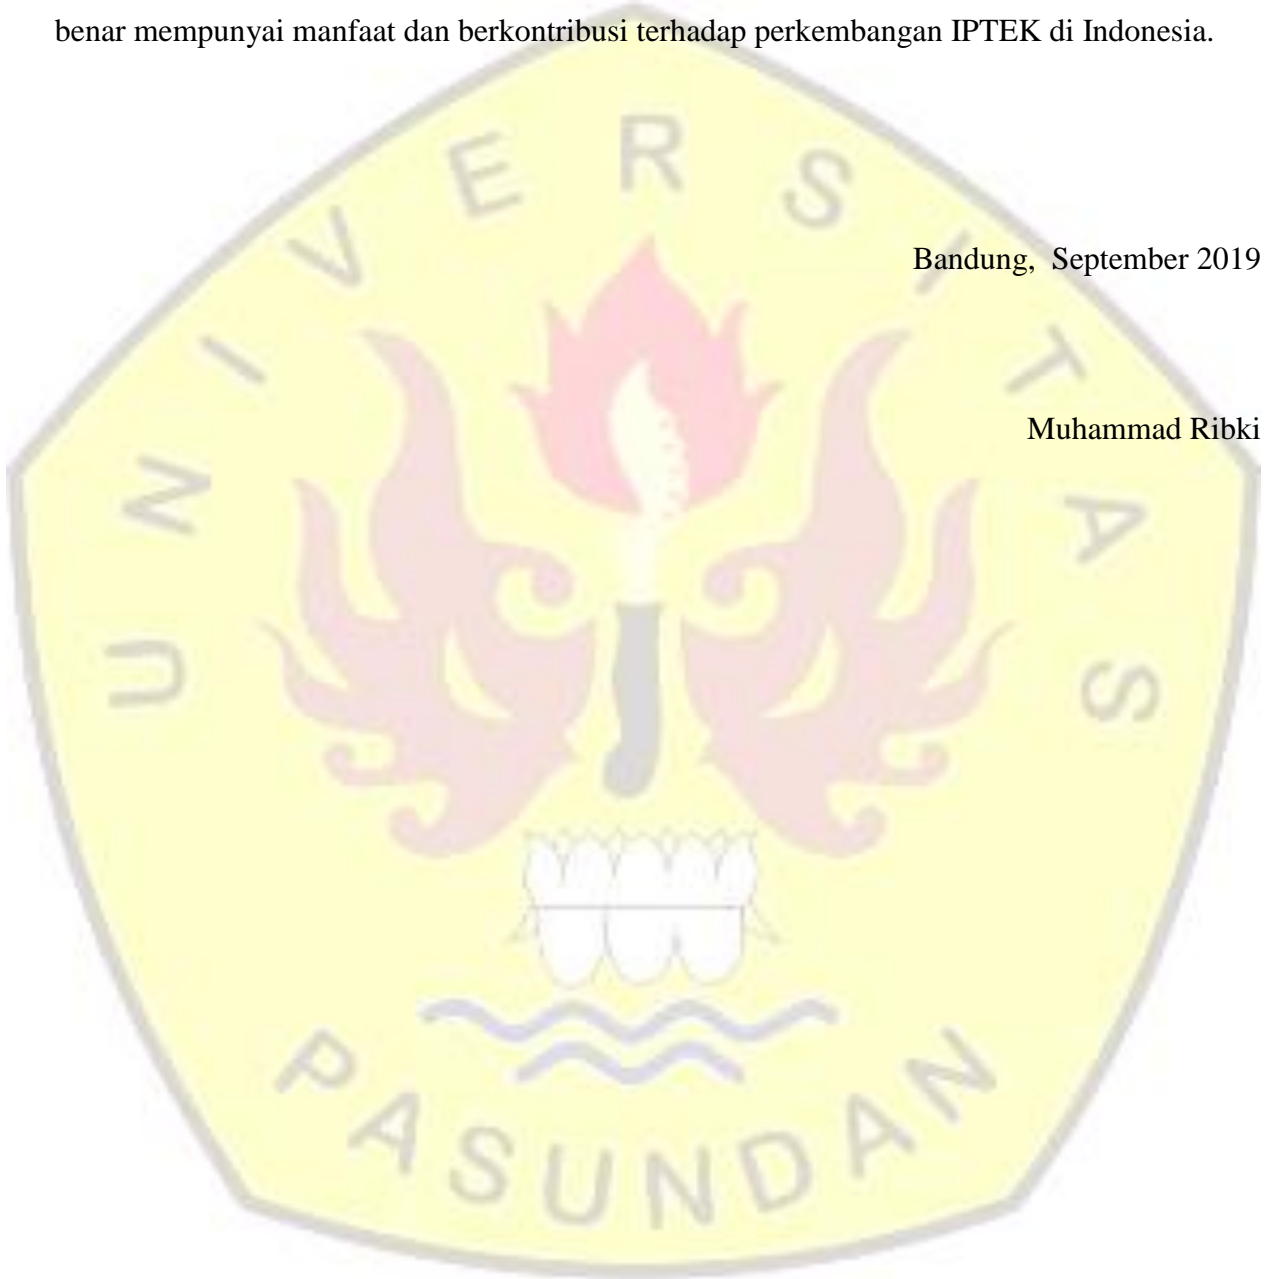 benar mempunyai manfaat dan berkontribusi terhadap perkembangan IPTEK di Indonesia.
UNIVERSITAS
Bandung,  September 2019
Muhammad Ribki
PASUNDAN